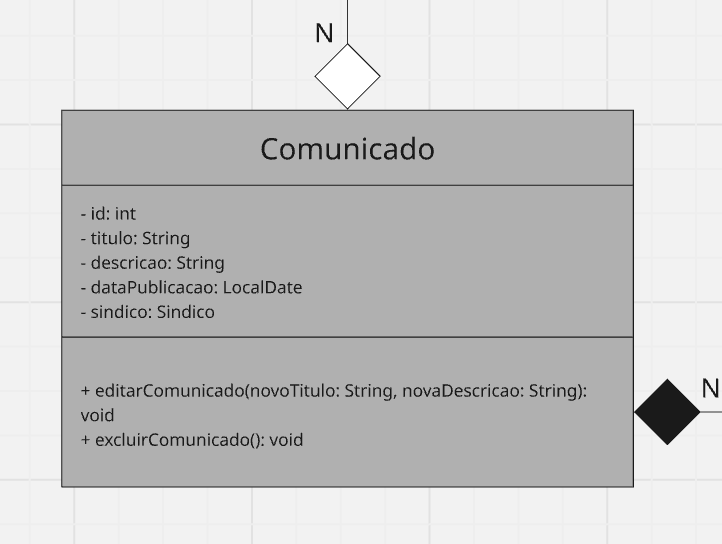 N
Comunicado
- id: int
- titulo: String
- descricao: String
- dataPublicacao: LocalDate
- sindico: Sindico
+ editarComunicado(novoTitulo: String, novaDescricao: String):
void
N
+ excluirComunicado(): void